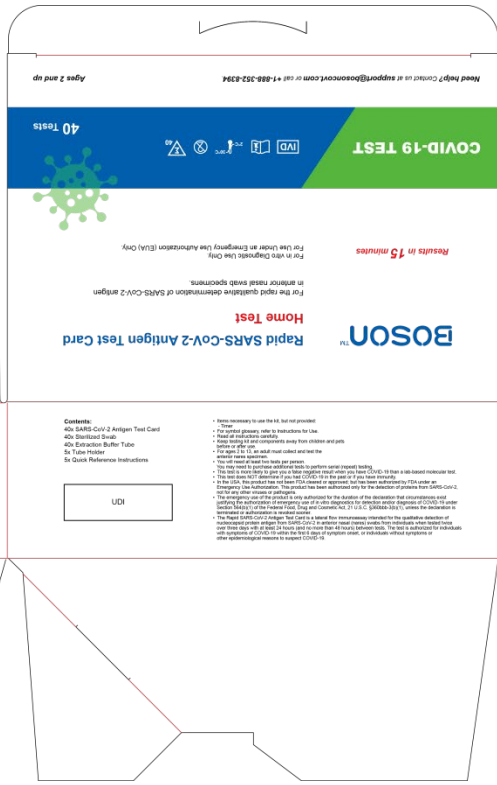 Need help? Contact us at support@bosoncovt.com or call +1-888-352-8394.
Ages 2 and up
COVID-19 TEST
IVD
2°C
30°C
40
40 Tests
BOSON™
Rapid SARS-CoV-2 Antigen Test Card
Home Test
For the rapid qualitative determination of SARS-CoV-2 antigen
in anterior nasal swab specimens.
Results in 15 minutes
For in vitro Diagnostic Use Only.
For Use Under an Emergency Use Authorization (EUA) Only.
Contents:
40x SARS-CoV-2 Antigen Test Card
40x Sterilized Swab
40x Extraction Buffer Tube
5x Tube Holder
5x Quick Reference Instructions
UDI
• Items necessary to use the kit, but not provided:
- Timer
• For symbol glossary, refer to Instructions for Use.
• Read all instructions carefully.
• Keep testing kit and components away from children and pets
before or after use.
• For ages 2 to 13, an adult must collect and test the
anterior nares specimen.
• You will need at least two tests per person.
You may need to purchase additional tests to perform serial (repeat) testing.
• This test is more likely to give you a false negative result when you have COVID-19 than a lab-based molecular test.
• This test does NOT determine if you had COVID-19 in the past or if you have immunity.
• In the USA, this product has not been FDA cleared or approved; but has been authorized by FDA under an
Emergency Use Authorization. This product has been authorized only for the detection of proteins from SARS-CoV-2,
not for any other viruses or pathogens.
• The emergency use of the product is only authorized for the duration of the declaration that circumstances exist
justifying the authorization of emergency use of in vitro diagnostics for detection and/or diagnosis of COVID-19 under
Section 564(b)(1) of the Federal Food, Drug and Cosmetic Act, 21 U.S.C. §360bbb-3(b)(1), unless the declaration is
terminated or authorization is revoked sooner.
• The Rapid SARS-CoV-2 Antigen Test Card is a lateral flow immunoassay intended for the qualitative detection of
nucleocapsid protein antigen from SARS-CoV-2 in anterior nasal (nares) swabs from individuals when tested twice
over three days with at least 24 hours (and no more than 48 hours) between tests. The test is authorized for individuals
with symptoms of COVID-19 within the first 6 days of symptom onset, or individuals without symptoms or
other epidemiological reasons to suspect COVID-19.